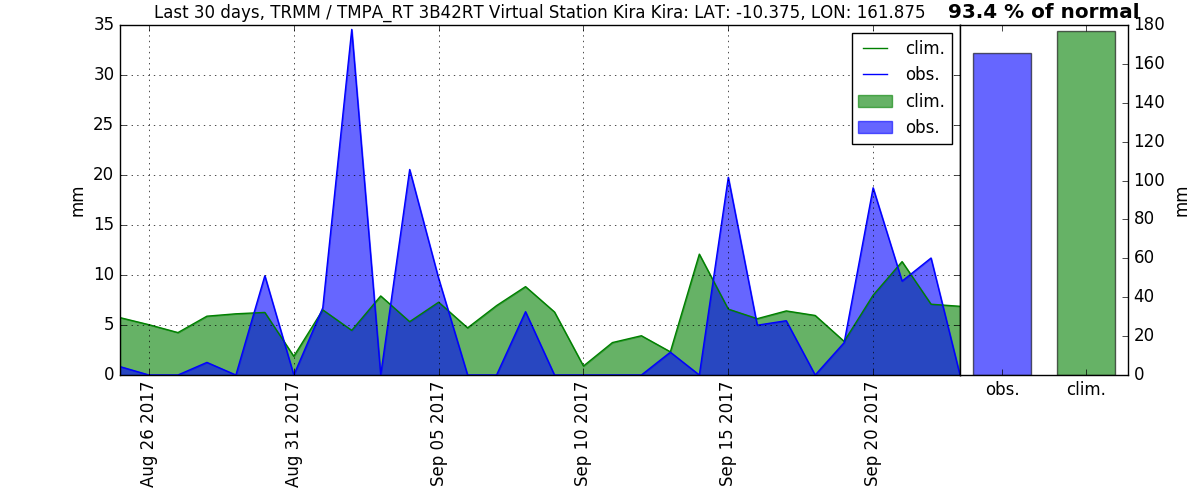 Last 30 days, TRMM / TMPA_RT 3B42RT Virtual Station Kira Kira: LAT: -10.375, LON: 161.875
93.4 % of normal
35
30
25
20
15
10
5
0
mm
clim.
obs.
clim.
obs.
180
160
140
120
100
80
60
40
20
0
mm
obs.
clim.
Aug 26 2017
Aug 31 2017
Sep 05 2017
Sep 10 2017
Sep 15 2017
Sep 20 2017